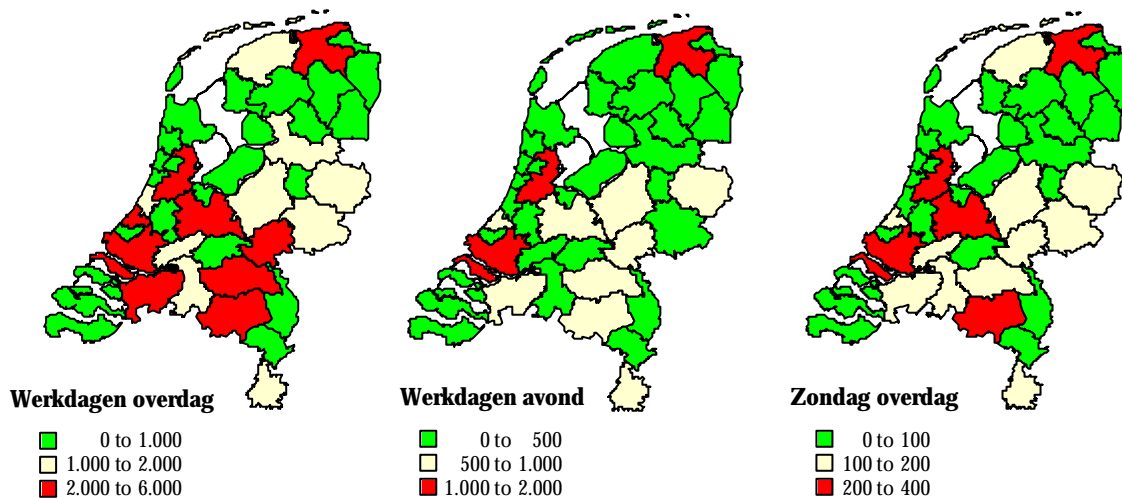 Werkdagen overdag
0 to 1.000
1.000 to 2.000
2.000 to 6.000
Werkdagen avond
0 to 500
500 to 1.000
1.000 to 2.000
Zondag overdag
0 to 100
100 to 200
200 to 400